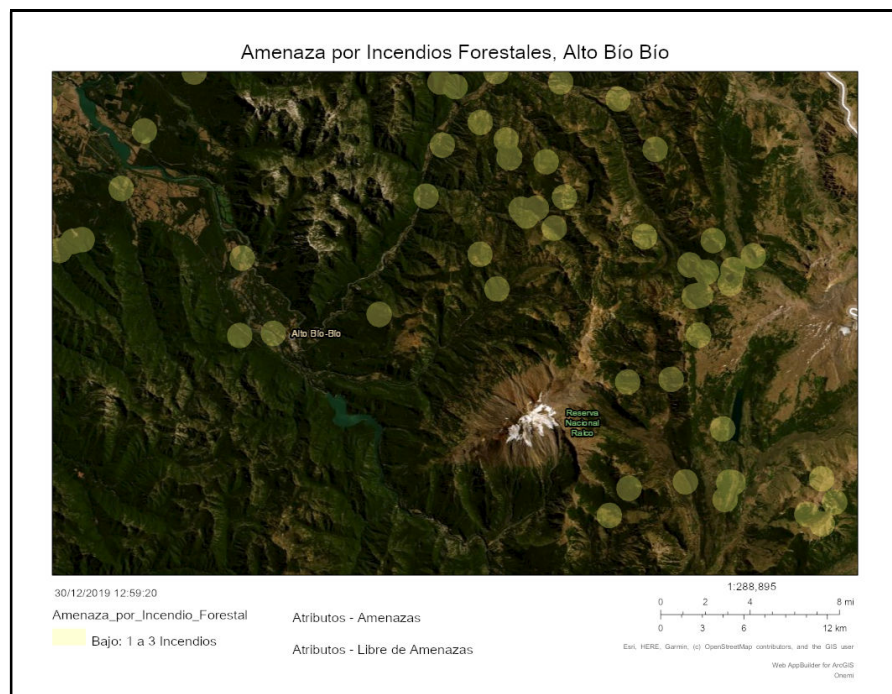 Amenaza por Incendios Forestales, Alto Bío Bío
Alto Bío-Bío
Reserva
Nacional
Ralco
30/12/2019 12:59:20
Amenaza_por_Incendio_Forestal
Bajo: 1 a 3 Incendios
Atributos - Amenazas
Atributos - Libre de Amenazas
1:288,895
0 2 4 8 mi
0 3 6 12 km
Esri, HERE, Garmin, (c) OpenStreetMap contributors, and the GIS user
Web AppBuilder for ArcGIS
Onemi